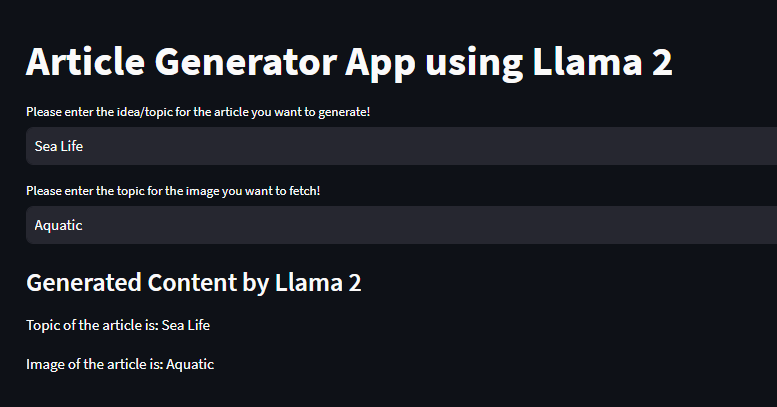 Article Generator App using Llama 2
Please enter the idea/topic for the article you want to generate!
Sea Life
Please enter the topic for the image you want to fetch!
Aquatic
Generated Content by Llama 2
Topic of the article is: Sea Life
Image of the article is: Aquatic